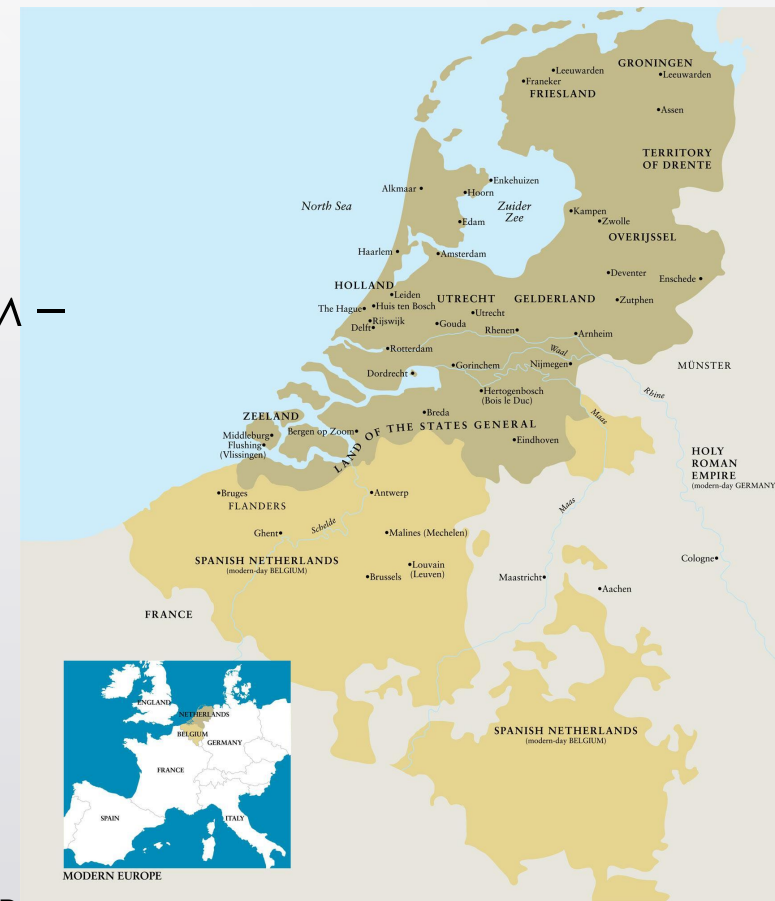 GRONINGEN
Leeuwarden
Leeuwarden
Franeker
FRIESLAND
Assen
TERRITORY
OF DRENTE
Enkehuizen
Alkmaar
Hoorn
North Sea
Zuider
Zee
Kampen
Edam
Zwolle
OVERIJSSEL
Haarlem
Amsterdam
Deventer
Enschede
HOLLAND
Leiden
UTRECHT
GELDERLAND
Zutphen
The Hague
Huis ten Bosch
Utrecht
Rijswijk
Delft
Gouda
Rhenen
Arnheim
Rotterdam
Waal
Gorinchem
Nijmegen
MÜNSTER
Dordrecht
Rhine
Hertogenbosch
(Bois le Duc)
Maas
ZEELAND
Breda
Bergen op Zoom
LAND OF THE STATES GENERAL
Middleburg
Flushing
(Vlissingen)
Eindhoven
HOLY
ROMAN
EMPIRE
(modern-day GERMANY
Bruges
Antwerp
FLANDERS
Maas
Schelde
Ghent
Malines (Mechelen)
SPANISH NETHERLANDS
(modern-day BELGIUM)
Cologne
Louvain
(Leuven)
Brussels
Maastricht
Aachen
FRANCE
SPANISH NETHERLANDS
(modern-day BELGIUM)
ENGLAND
NETHERLANDS
BELGIUM
GERMANY
FRANCE
SPAIN
ITALY
MODERN EUROPE